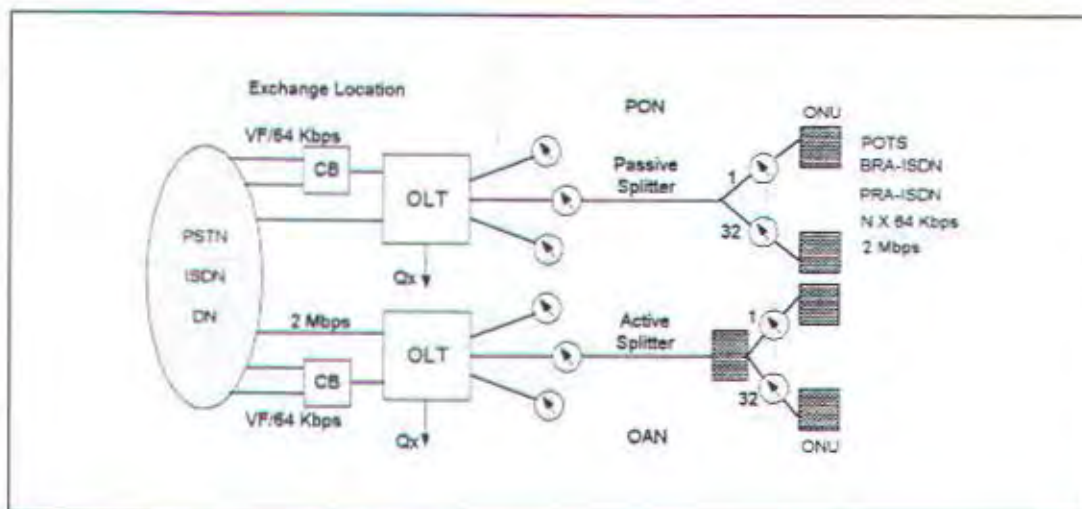 Exchange Location
PON
ONU
VF/64 Kbps
CB
OLT
Passive
Splitter
1
32
POTS
BRA-ISDN
PRA-ISDN
N X 64 Kbps
2 Mbps
PSTN
ISDN
DN
Qx
2 Mbps
OLT
CB
VF/64 Kbps
Qx
Active
Splitter
1
32
OAN
ONU